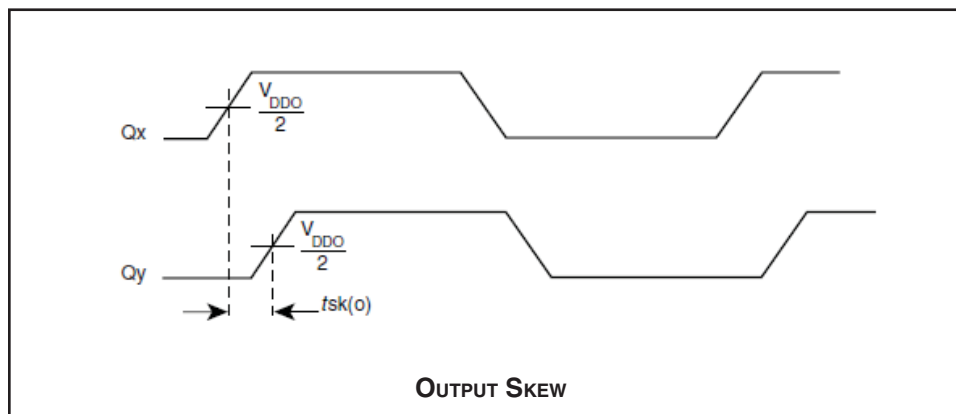 V_DDO
2
Qx
V_DDO
2
Qy
tsk(o)
OUTPUT SKEW